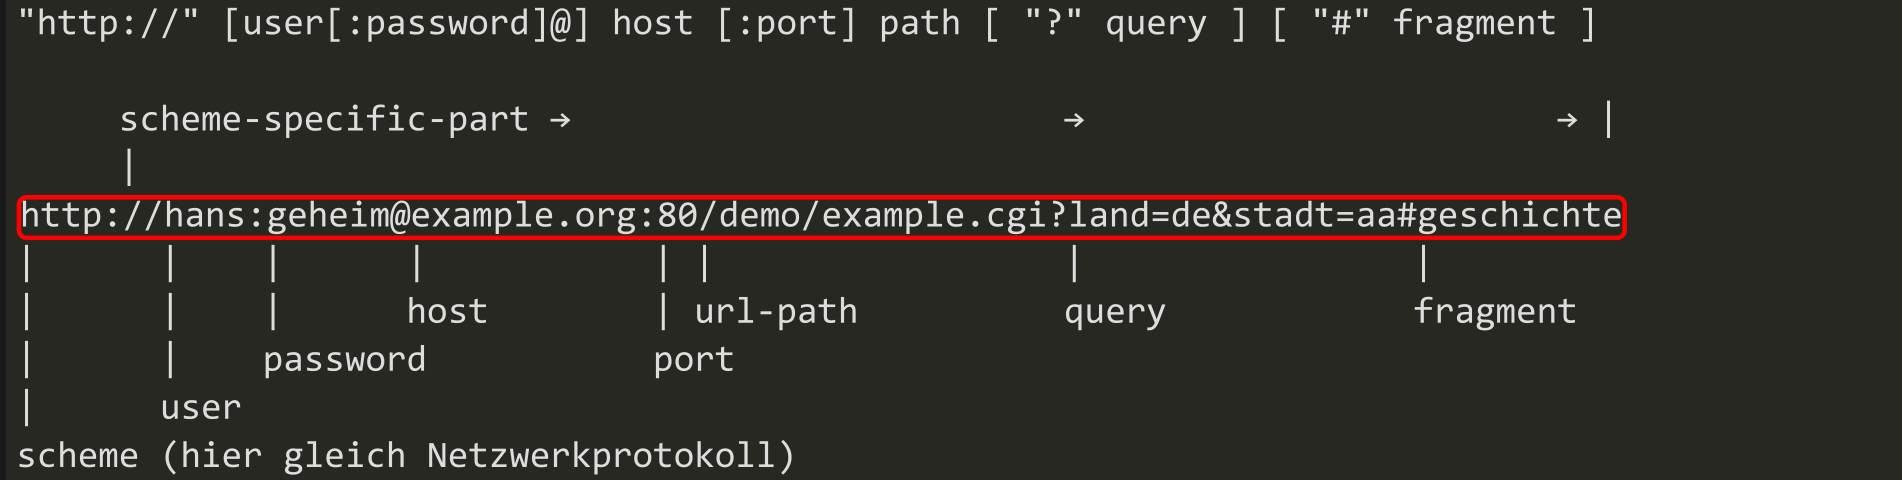 "http://" [user[:password]@] host [:port] path [ "?" query ] [ "#" fragment ]
scheme-specific-part → → → |
|
http://hans:geheim@example.org:80/demo/example.cgi?land=de&stadt=aa#geschichte
| | | | | | | |
| | | host | url-path query fragment
| | password port
| user
scheme (hier gleich Netzwerkprotokoll)